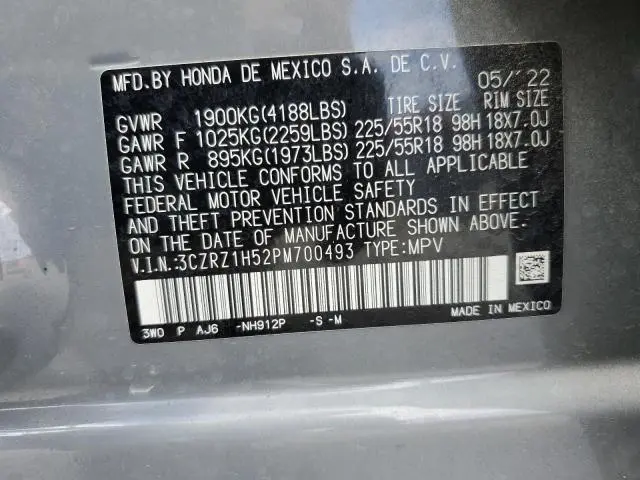 MFD.BY HONDA DE MEXICO S.A. DE C.V. 05/'22
TIRE SIZE RIM SIZE
GVWR 1900KG(4188LBS)
GAWR F 1025KG(2259LBS) 225/55R18 98H 18X7.0J
GAWR R 895KG(1973LBS) 225/55R18 98H 18X7.0J
THIS VEHICLE CONFORMS TO ALL APPLICABLE
FEDERAL MOTOR VEHICLE SAFETY
AND THEFT PREVENTION STANDARDS IN EFFECT
ON THE DATE OF MANUFACTURE SHOWN ABOVE.
V.I.N.:3CZRZ1H52PM700493 TYPE:MPV
3W0 P AJ6 -NH912P -S -M
MADE IN MEXICO